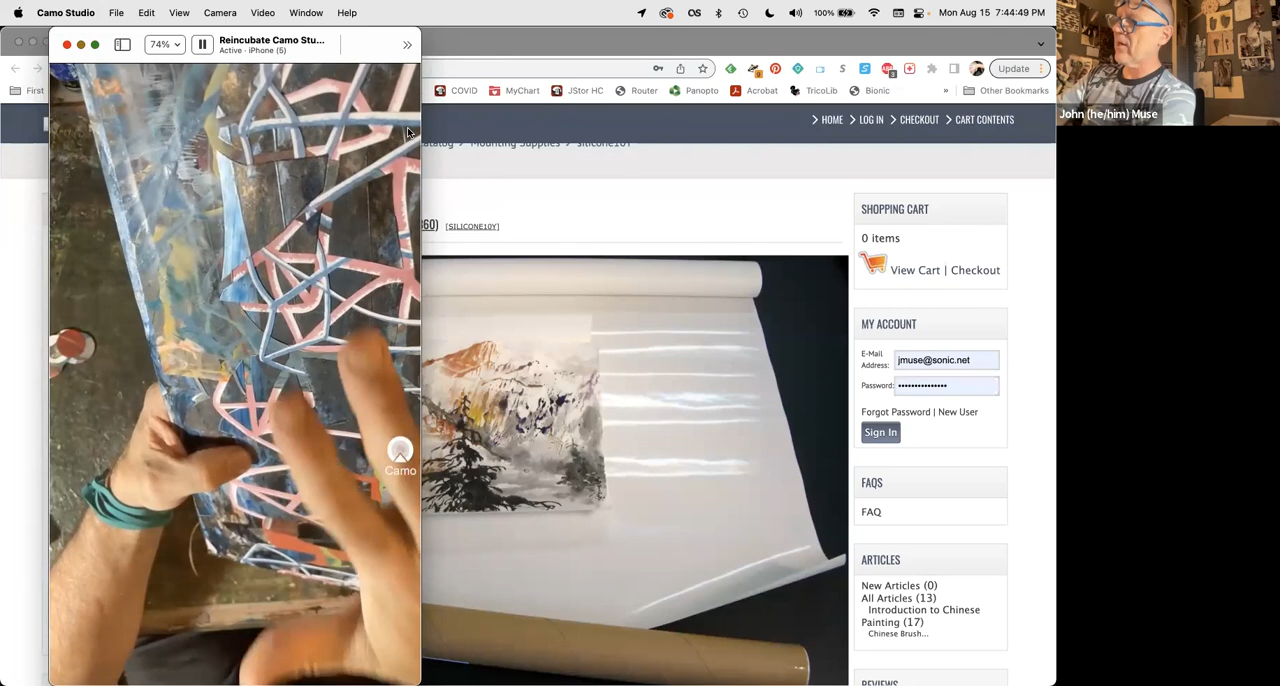 Camo Studio File Edit View Camera Video Window Help 100% Mon Aug 15 7:44:49 PM
74% Reincubate Camo Stu...
Active · iPhone (5)
Update
First
COVID MyChart JStor HC Router Panopto Acrobat TricoLib Bionic » Other Bookmarks
HOME LOG IN CHECKOUT CART CONTENTS
John (he/him) Muse
Mounting Supplies » silicone101
360) [SILICONE10Y]
SHOPPING CART
0 items
View Cart | Checkout
MY ACCOUNT
E-Mail
Address:
jmuse@sonic.net
Password:
Forgot Password | New User
Sign In
FAQS
FAQ
ARTICLES
New Articles (0)
All Articles (13)
Introduction to Chinese
Painting (17)
Chinese Brush...
REVIEWS
Camo